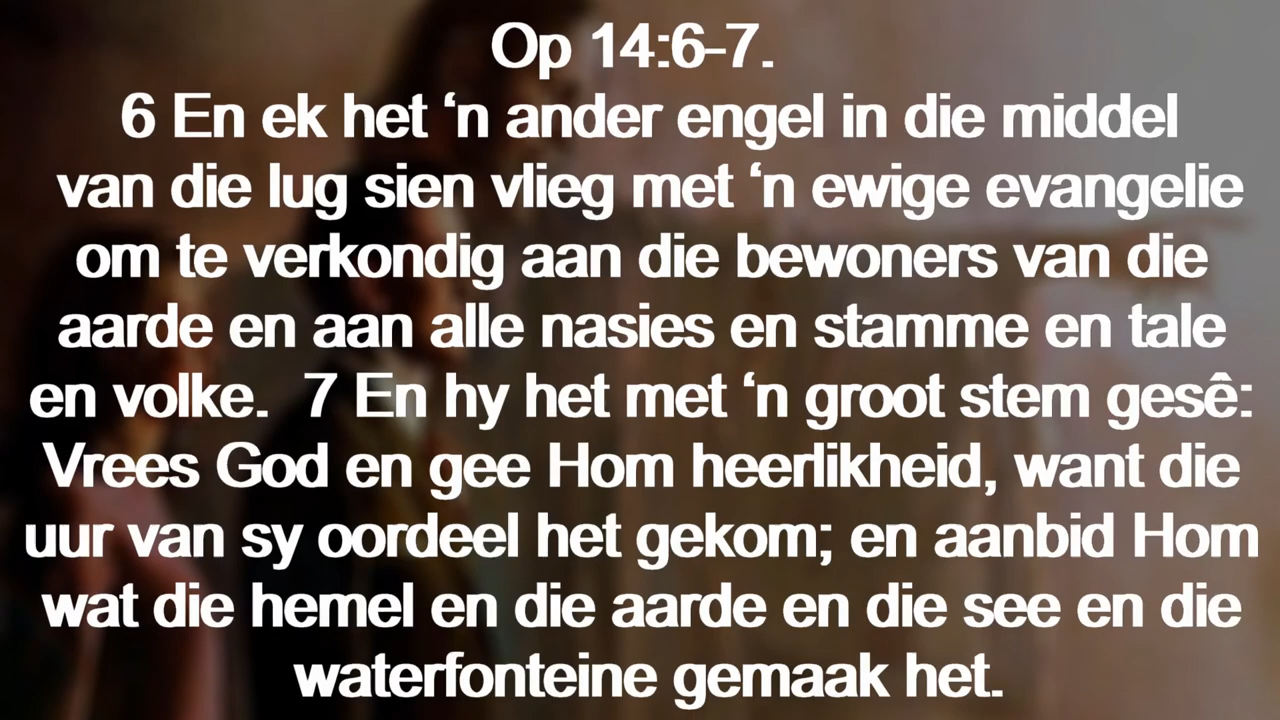 Op 14:6-7.
6 En ek het ‘n ander engel in die middel
van die lug sien vlieg met ‘n ewige evangelie
om te verkondig aan die bewoners van die
aarde en aan alle nasies en stamme en tale
en volke.  7 En hy het met ‘n groot stem gesê:
Vrees God en gee Hom heerlikheid, want die
uur van sy oordeel het gekom; en aanbid Hom
wat die hemel en die aarde en die see en die
waterfonteine gemaak het.